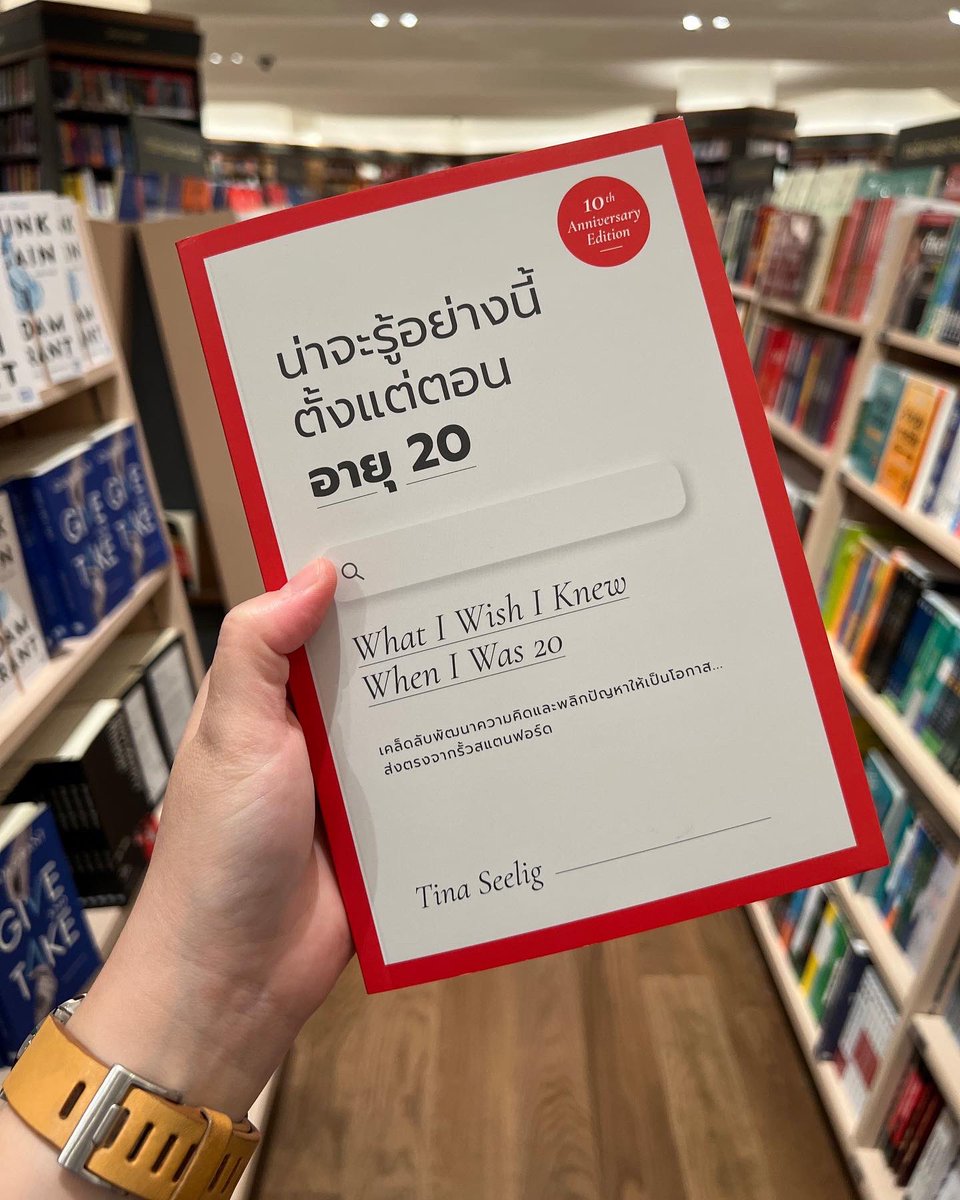 10th
Anniversary
Edition
น่าจะรู้อย่างนี้
ตั้งแต่ตอน
อายุ 20
What I Wish I Knew
When I Was 20
เคล็ดลับพัฒนาความคิดและพลิกปัญหาให้เป็นโอกาส...
ส่งตรงจากรั้วสแตนฟอร์ด
Tina Seelig
GIVE
TAKE
GIVE
TAKE
GIVE
TAKE